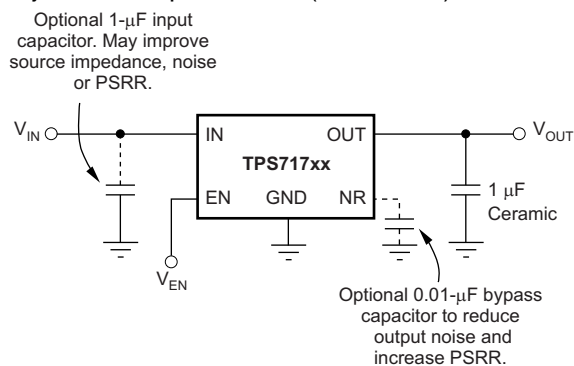 Optional 1-μF input
capacitor. May improve
source impedance, noise
or PSRR.
V_IN
IN
OUT
V_OUT
TPS717xx
EN
GND
NR
1 μF
Ceramic
V_EN
Optional 0.01-μF bypass
capacitor to reduce
output noise and
increase PSRR.